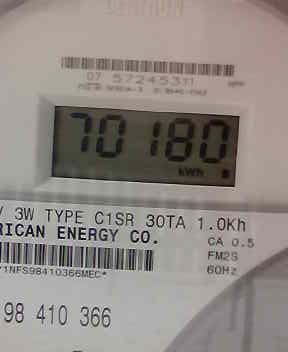 CENTRON
07 57245311
70180
kWh
V 3W TYPE C1SR 30TA 1.0Kh
RICAN ENERGY CO.
CA 0.5
FM2S
60Hz
98 410 366